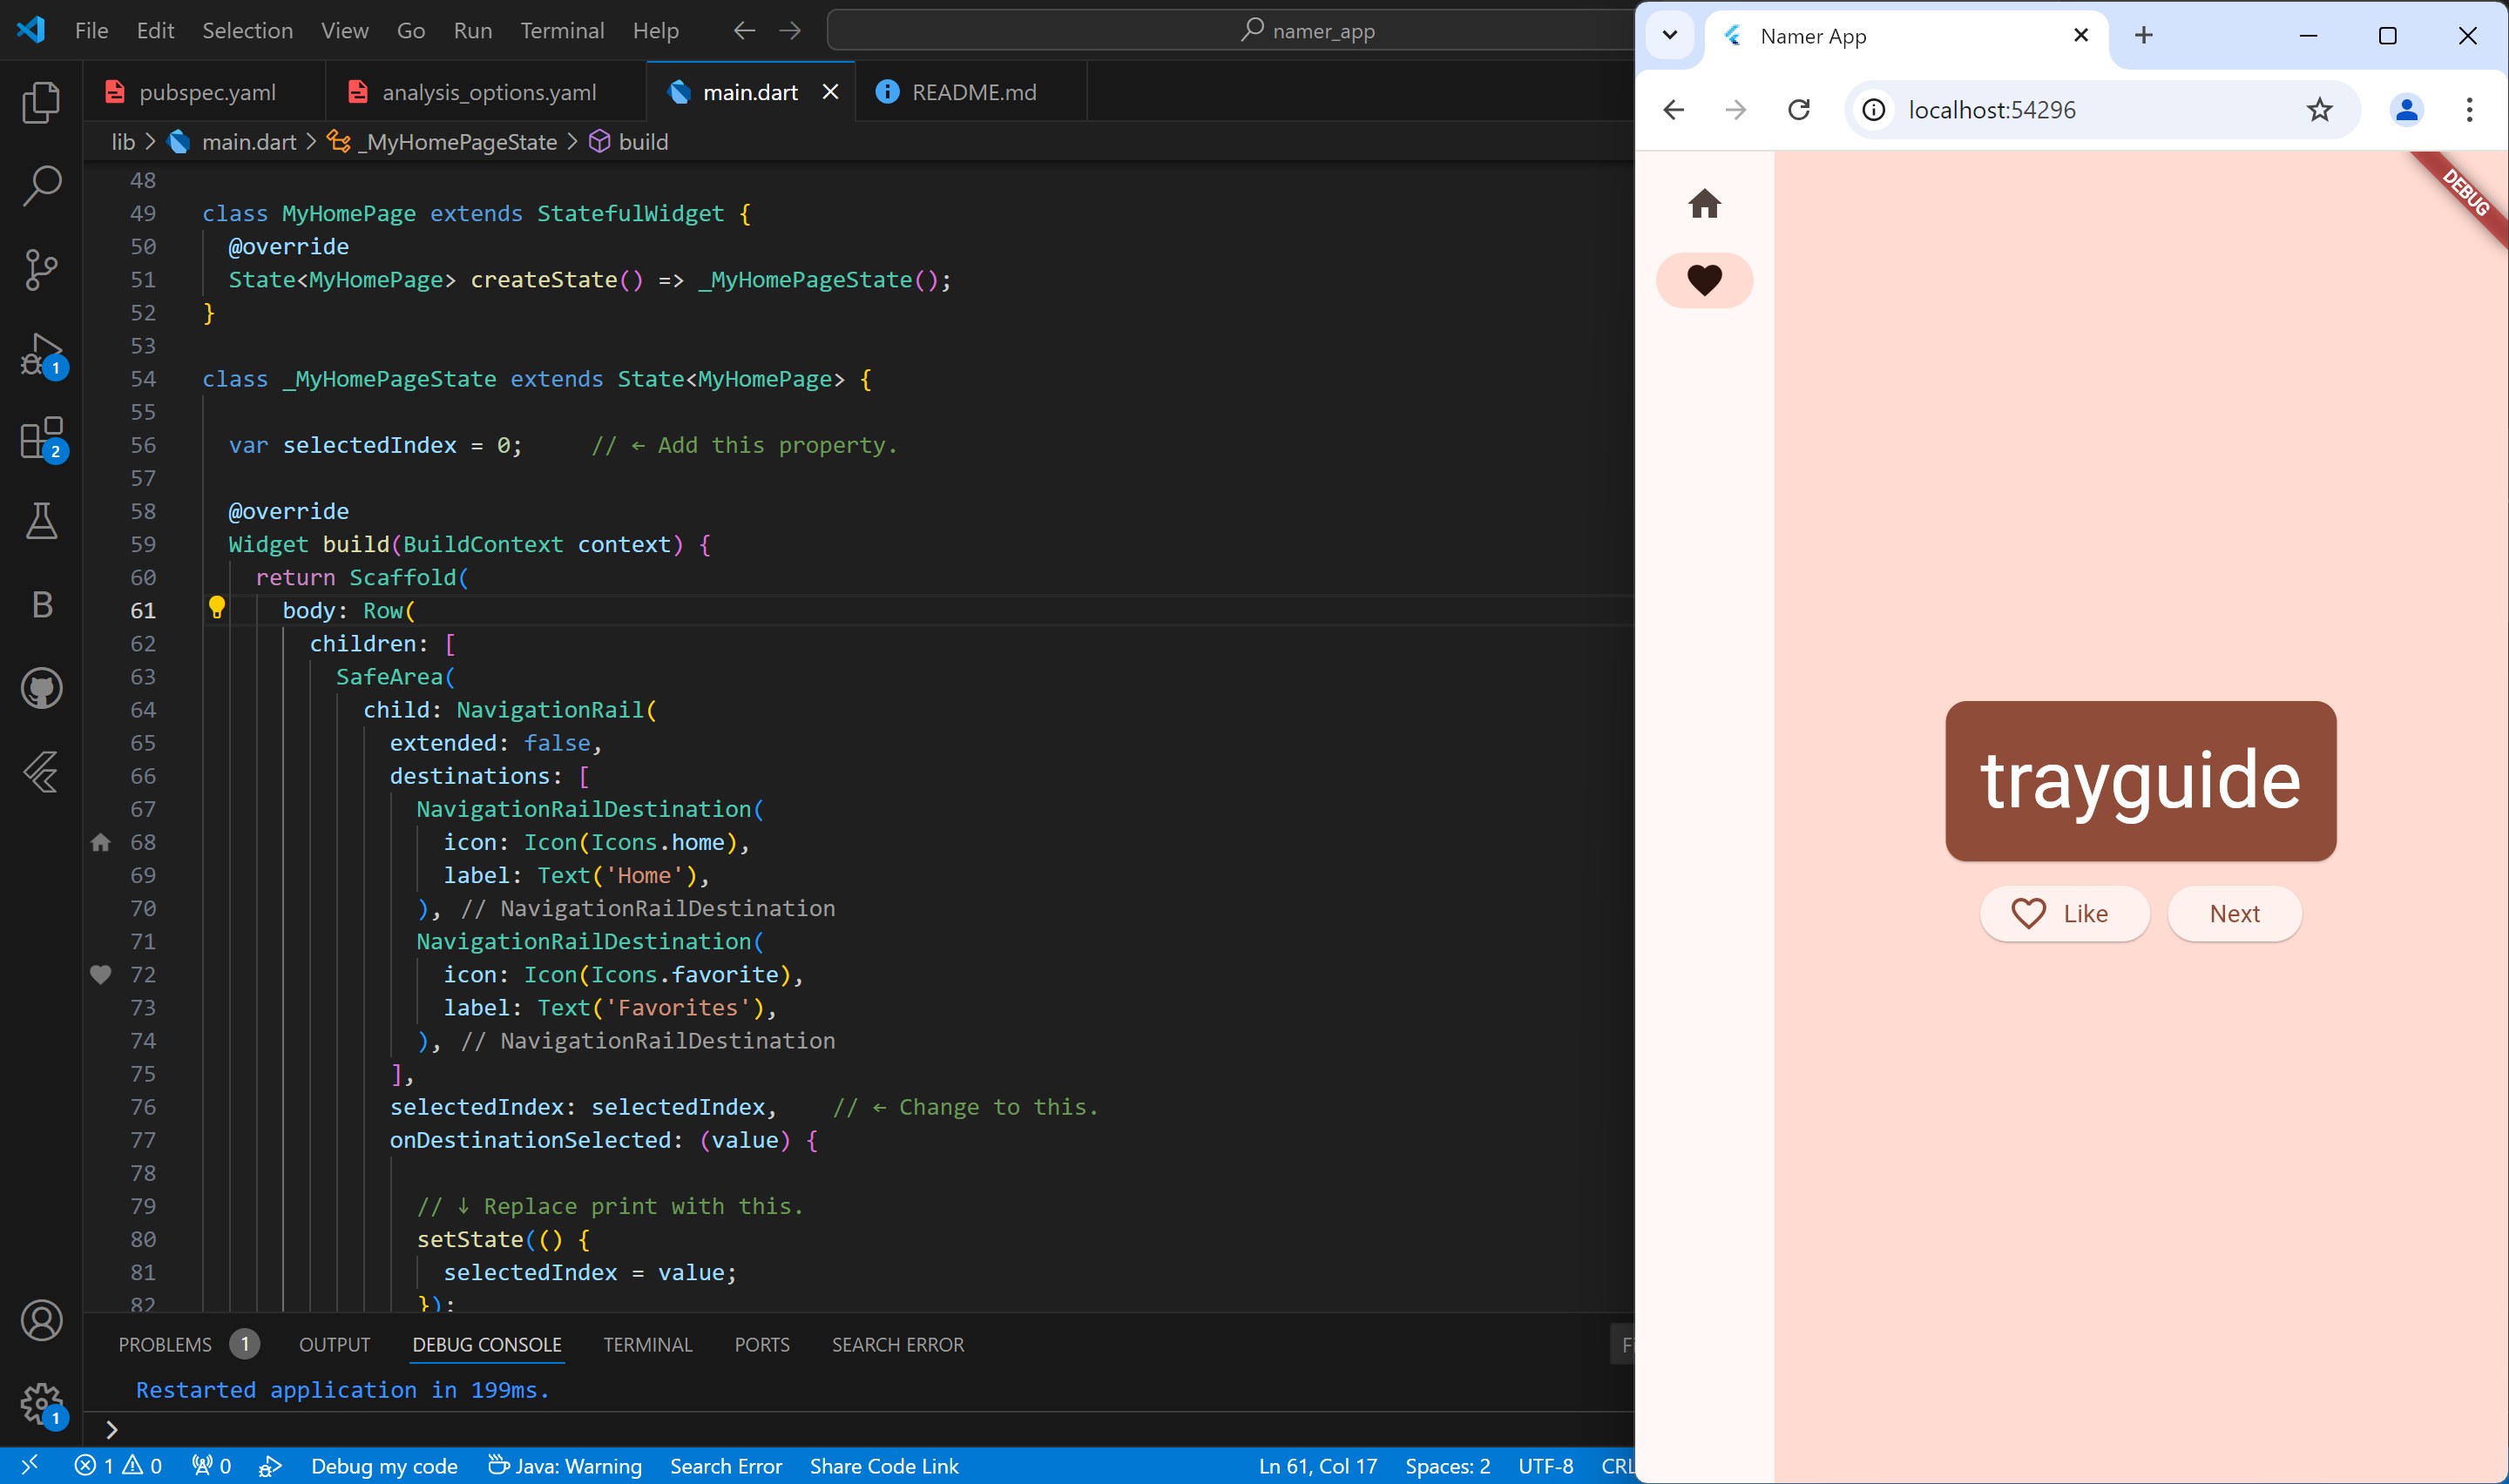 File Edit Selection View Go Run Terminal Help
namer_app
pubspec.yaml
analysis_options.yaml
main.dart
README.md
lib > main.dart > _MyHomePageState > build
48
49 class MyHomePage extends StatefulWidget {
50 @override
51 State<MyHomePage> createState() => _MyHomePageState();
52 }
53
54 class _MyHomePageState extends State<MyHomePage> {
55
56 var selectedIndex = 0; // ← Add this property.
57
58 @override
59 Widget build(BuildContext context) {
60 return Scaffold(
61 body: Row(
62 children: [
63 SafeArea(
64 child: NavigationRail(
65 extended: false,
66 destinations: [
67 NavigationRailDestination(
68 icon: Icon(Icons.home),
69 label: Text('Home'),
70 ), // NavigationRailDestination
71 NavigationRailDestination(
72 icon: Icon(Icons.favorite),
73 label: Text('Favorites'),
74 ), // NavigationRailDestination
75 ],
76 selectedIndex: selectedIndex, // ← Change to this.
77 onDestinationSelected: (value) {
78
79 // ↓ Replace print with this.
80 setState(() {
81 selectedIndex = value;
82 });
1
2
B
1
PROBLEMS 1 OUTPUT DEBUG CONSOLE TERMINAL PORTS SEARCH ERROR
Restarted application in 199ms.
>
1 0 0 Debug my code Java: Warning Search Error Share Code Link Ln 61, Col 17 Spaces: 2 UTF-8 CRL
Namer App
localhost:54296
DEBUG
trayguide
Like Next